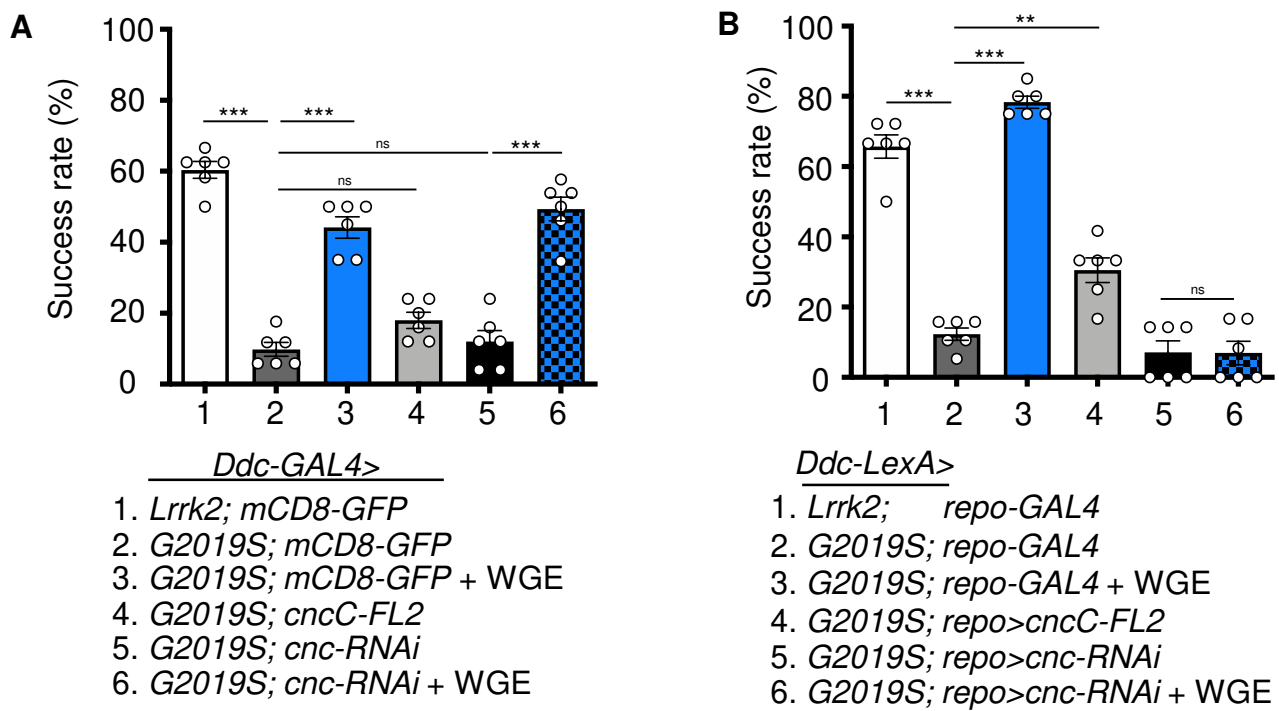 A
Success rate (%)
100
80
60
40
20
0
***
***
ns
***
ns
1 2 3 4 5 6
Ddc-GAL4>
1. Lrrk2; mCD8-GFP
2. G2019S; mCD8-GFP
3. G2019S; mCD8-GFP + WGE
4. G2019S; cncC-FL2
5. G2019S; cnc-RNAi
6. G2019S; cnc-RNAi + WGE
B
Success rate (%)
100
80
60
40
20
0
**
***
***
ns
1 2 3 4 5 6
Ddc-LexA>
1. Lrrk2; repo-GAL4
2. G2019S; repo-GAL4
3. G2019S; repo-GAL4 + WGE
4. G2019S; repo>cncC-FL2
5. G2019S; repo>cnc-RNAi
6. G2019S; repo>cnc-RNAi + WGE